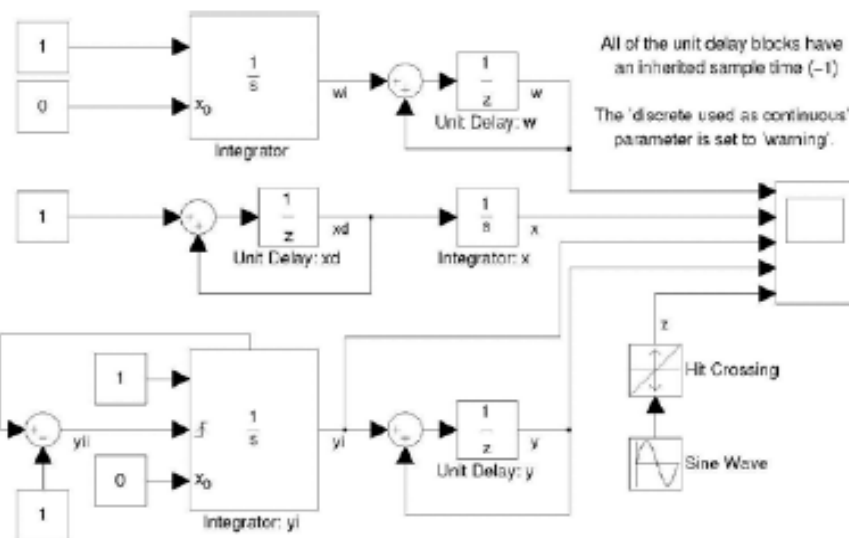 1
0
1
s
x0
Integrator
wi
+
-
1
z
w
Unit Delay: w
All of the unit delay blocks have
an inherited sample time (-1)
The 'discrete used as continuous'
parameter is set to 'warning'.
1
+
+
1
z
xd
Unit Delay: xd
1
s
x
Integrator: x
1
+
-
yii
1
0
1
s
x0
yi
Integrator: yi
+
-
1
z
y
Unit Delay: y
z
Hit Crossing
Sine Wave